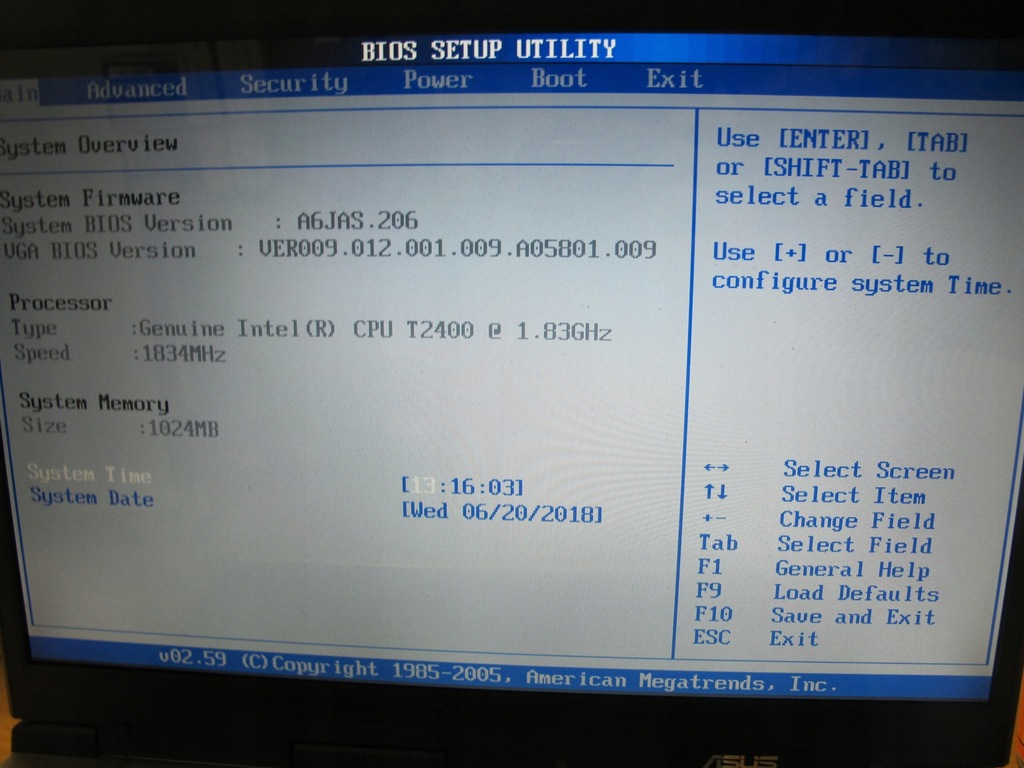 BIOS SETUP UTILITY
ain Advanced Security Power Boot Exit
System Overview
System Firmware
System BIOS Version : A6JAS.206
VGA BIOS Version : VER009.012.001.009.A05801.009
Processor
Type :Genuine Intel(R) CPU T2400 @ 1.83GHz
Speed :1834MHz
System Memory
Size :1024MB
System Time [13:16:03]
System Date [Wed 06/20/2018]
Use [ENTER], [TAB]
or [SHIFT-TAB] to
select a field.
Use [+] or [-] to
configure system Time.
←→ Select Screen
↑↓ Select Item
+- Change Field
Tab Select Field
F1 General Help
F9 Load Defaults
F10 Save and Exit
ESC Exit
v02.59 (C)Copyright 1985-2005, American Megatrends, Inc.
ASUS